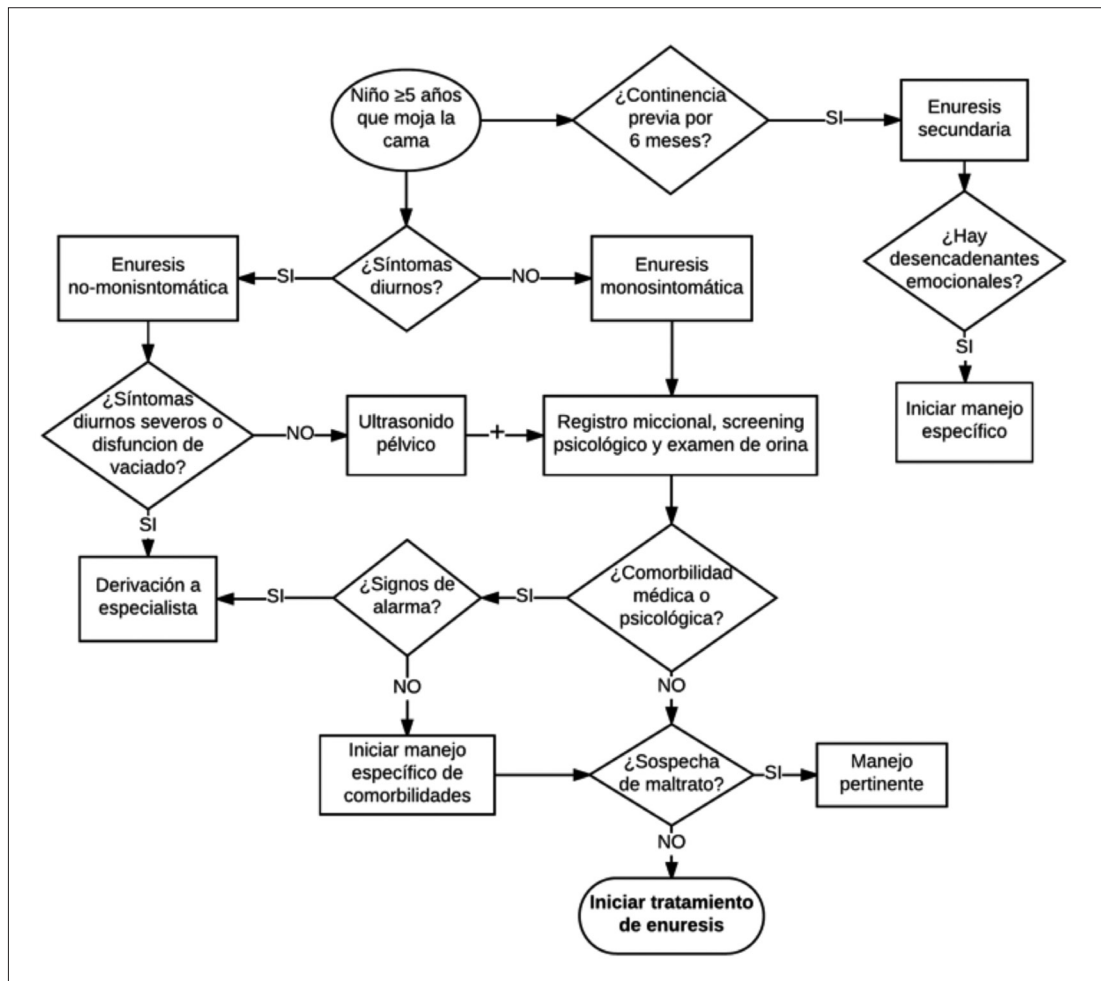 Niño ≥5 años
que moja la
cama
¿Continencia
previa por
6 meses?
SI
Enuresis
secundaria
¿Hay
desencadenantes
emocionales?
SI
Iniciar manejo
específico
Enuresis
no-monisntomática
SI
¿Síntomas
diurnos?
NO
Enuresis
monosintomática
¿Síntomas
diurnos severos o
disfuncion de
vaciado?
NO
Ultrasonido
pélvico
+
Registro miccional, screening
psicológico y examen de orina
SI
Derivación a
especialista
SI
¿Signos de
alarma?
SI
¿Comorbilidad
médica o
psicológica?
NO
NO
Iniciar manejo
específico de
comorbilidades
¿Sospecha
de maltrato?
SI
Manejo
pertinente
NO
Iniciar tratamiento
de enuresis